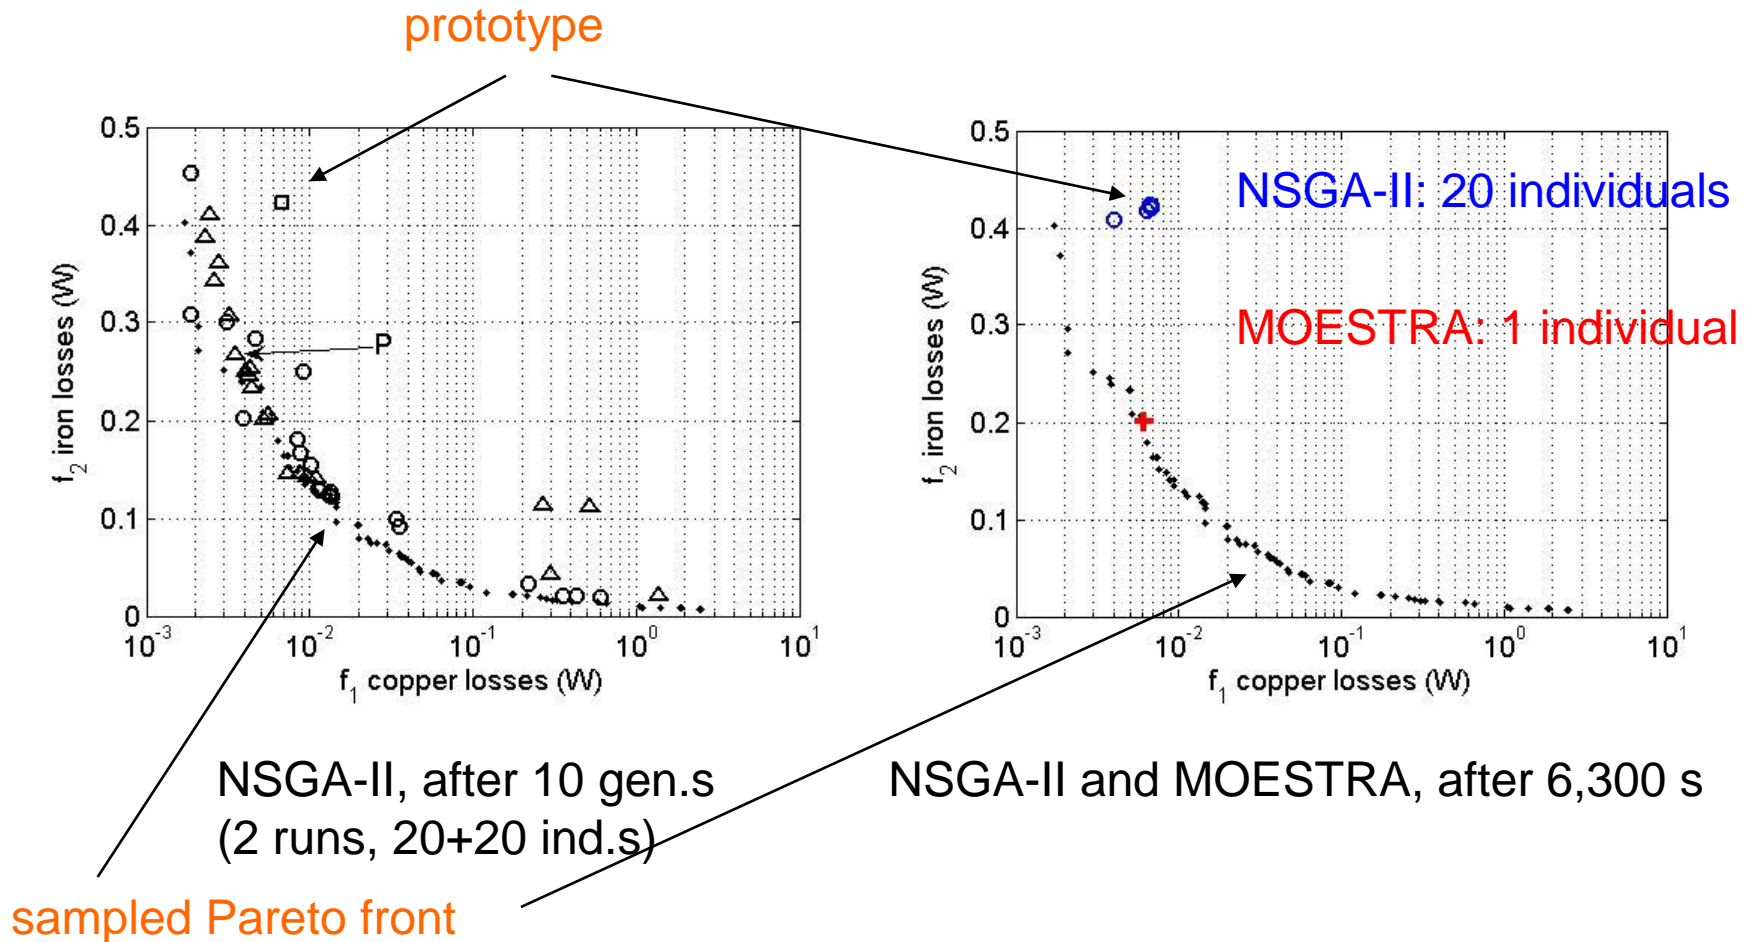 prototype
0.5
0.4
0.3
0.2
0.1
0
f2 iron losses (W)
P
10-3
10-2
10-1
100
101
f1 copper losses (W)
0.5
0.4
0.3
0.2
0.1
0
f2 iron losses (W)
NSGA-II: 20 individuals
MOESTRA: 1 individual
10-3
10-2
10-1
100
101
f1 copper losses (W)
NSGA-II, after 10 gen.s
(2 runs, 20+20 ind.s)
NSGA-II and MOESTRA, after 6,300 s
sampled Pareto front